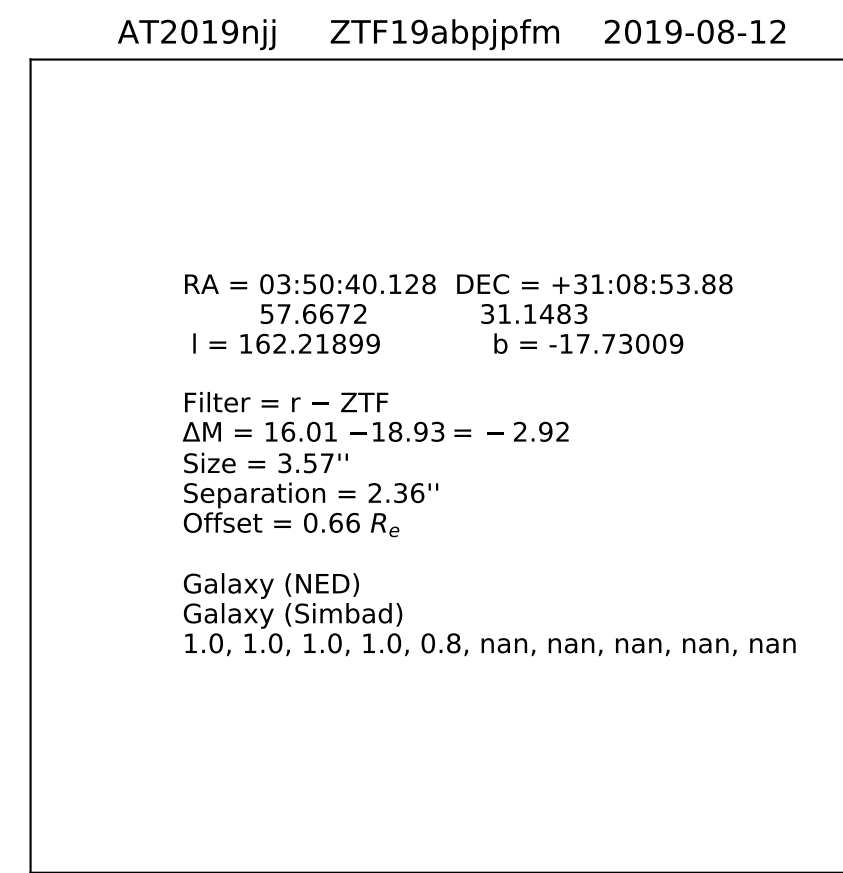 AT2019njj ZTF19abpjpfm 2019-08-12
RA = 03:50:40.128 DEC = +31:08:53.88
57.6672 31.1483
l = 162.21899 b = -17.73009
Filter = r − ZTF
ΔM = 16.01 −18.93 = − 2.92
Size = 3.57''
Separation = 2.36''
Offset = 0.66 Re
Galaxy (NED)
Galaxy (Simbad)
1.0, 1.0, 1.0, 1.0, 0.8, nan, nan, nan, nan, nan